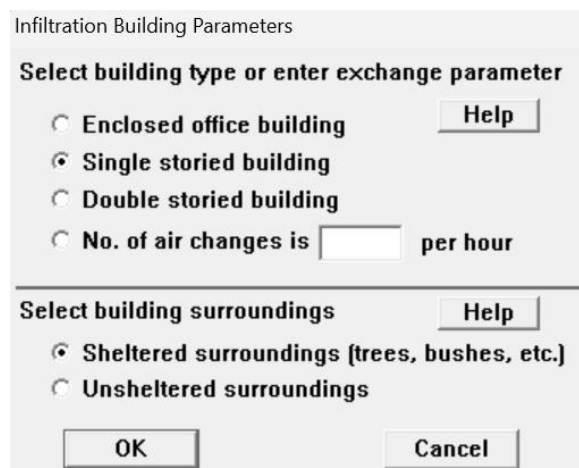 Infiltration Building Parameters
Select building type or enter exchange parameter
Enclosed office building
Help
Single storied building
Double storied building
No. of air changes is per hour
Select building surroundings
Help
Sheltered surroundings (trees, bushes, etc.)
Unsheltered surroundings
OK
Cancel